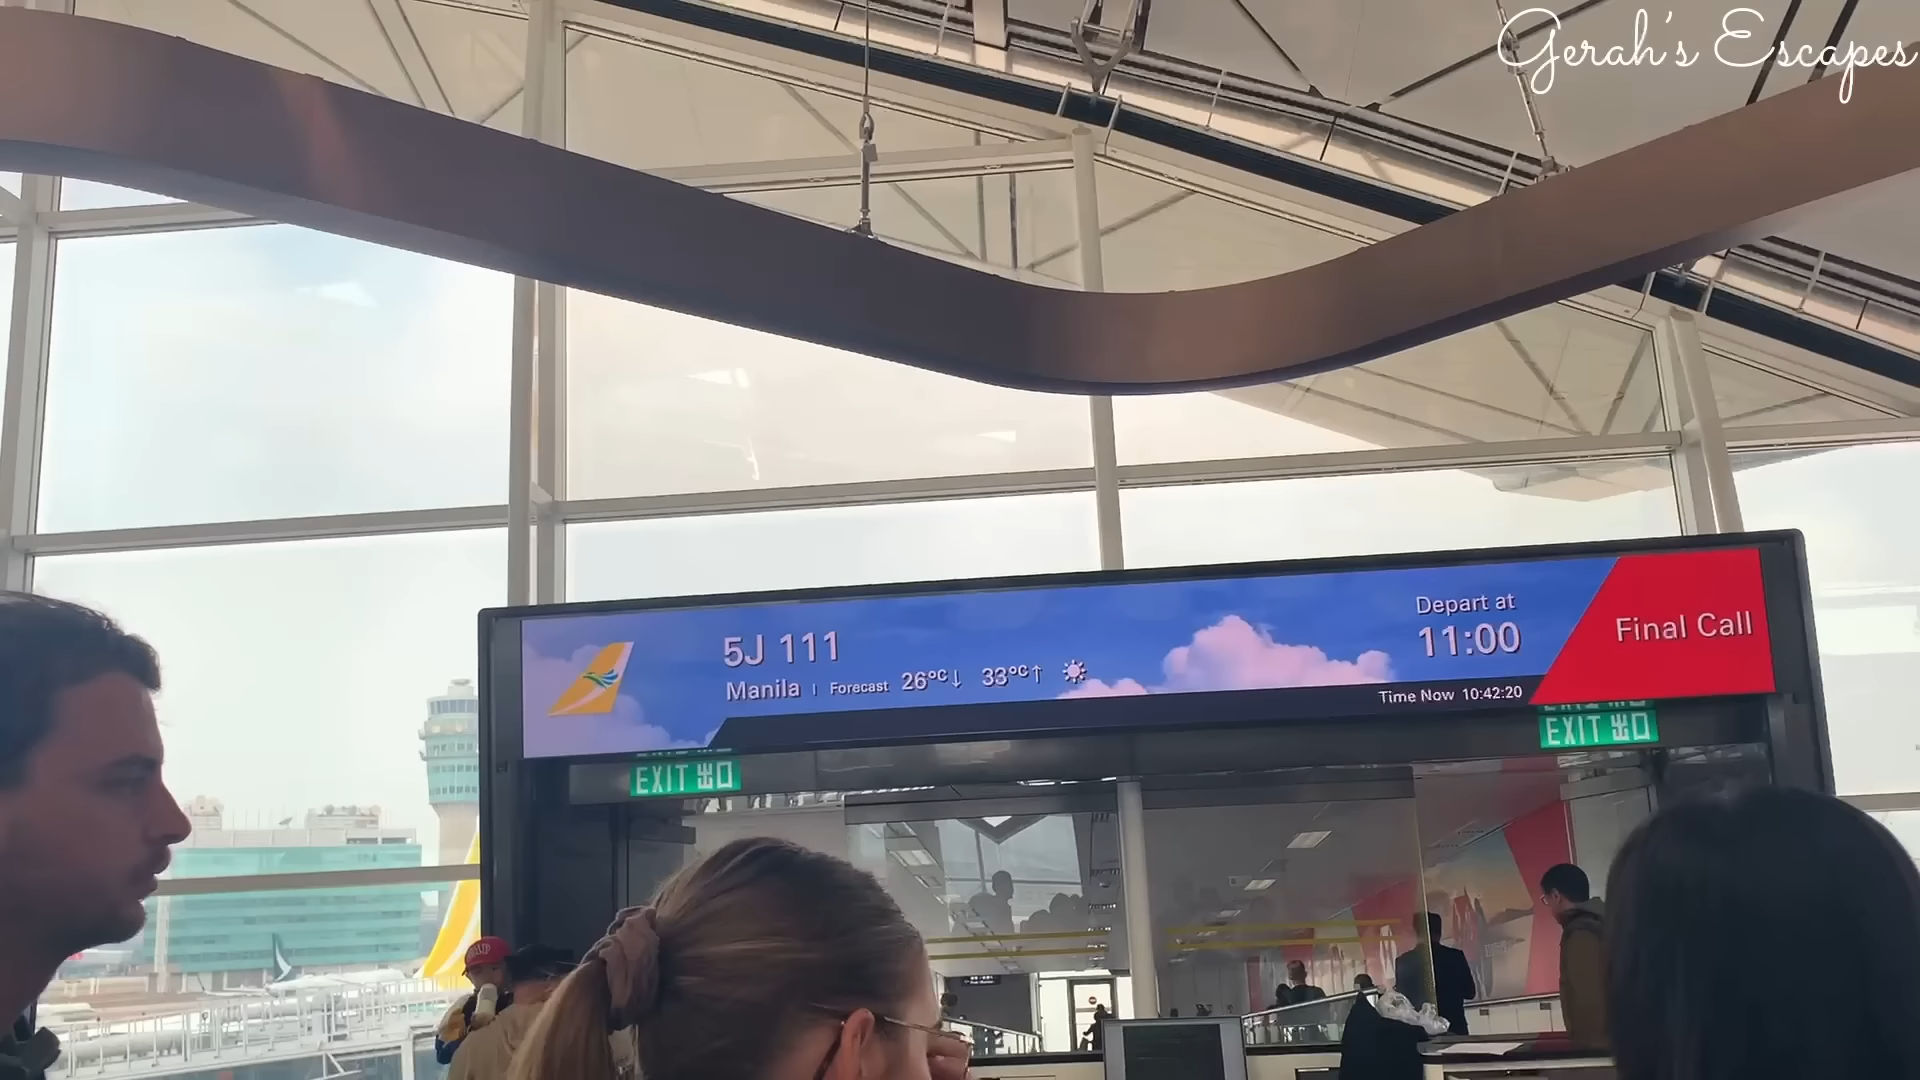 Gerah's Escapes
5J 111
Manila | Forecast 26°C↓ 33°C↑
Depart at
11:00
Final Call
Time Now 10:42:20
EXIT 出口
EXIT 出口